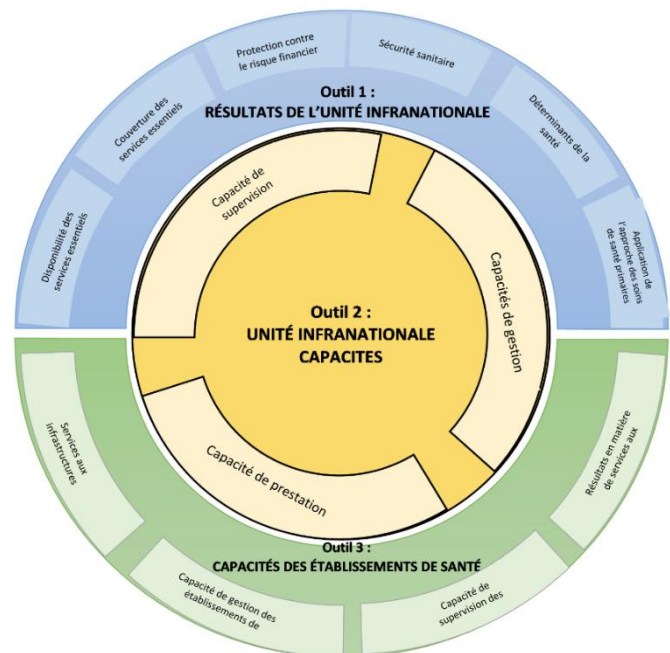 Disponibilité des
services essentiels
Couverture des
services essentiels
Protection contre
le risque financier
Sécurité sanitaire
Déterminants de la
santé
Application de
l'approche des soins
de santé primaires
Outil 1 :
RÉSULTATS DE L'UNITÉ INFRANATIONALE
Capacité de
supervision
Capacités de gestion
Capacité de prestation
Outil 2 :
UNITÉ INFRANATIONALE
CAPACITES
Outil 3 :
CAPACITÉS DES ÉTABLISSEMENTS DE SANTÉ
Services aux
infrastructures
Capacité de gestion des
établissements de
Capacité de
supervision des
Résultats en matière
de services aux